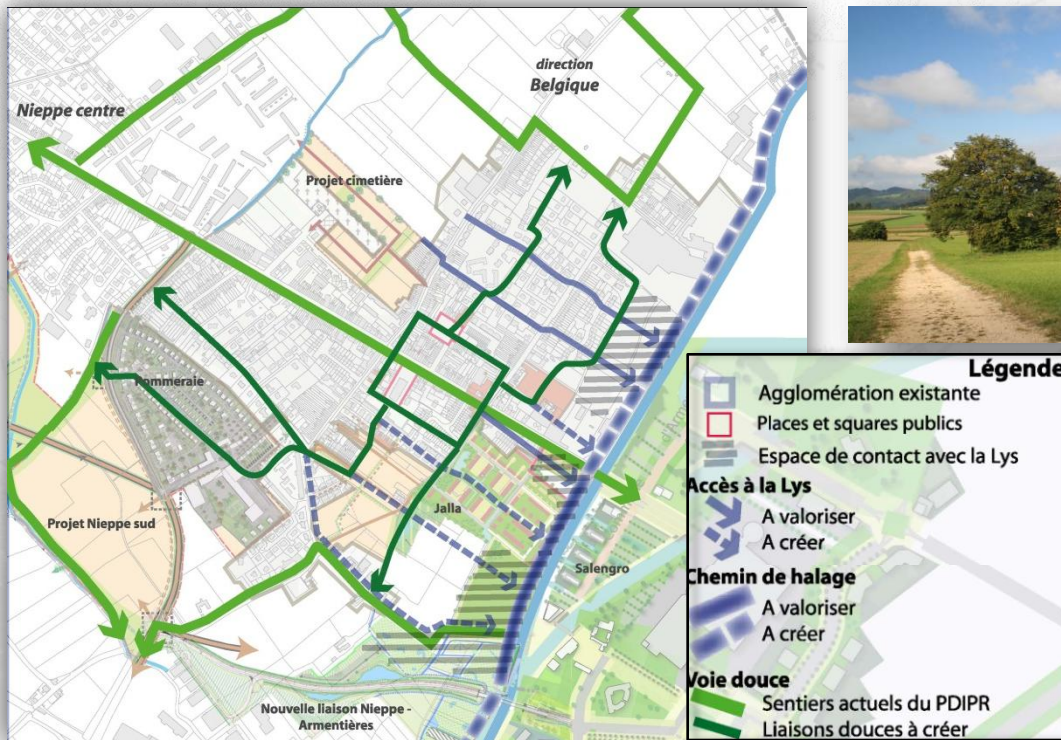 direction
Belgique
Nieppe centre
Projet cimetière
Pommeraie
Jalla
Projet Nieppe sud
Salengro
Nouvelle liaison Nieppe -
Armentières
Légende
Agglomération existante
Places et squares publics
Espace de contact avec la Lys
Accès à la Lys
A valoriser
A créer
Chemin de halage
A valoriser
A créer
Voie douce
Sentiers actuels du PDIPR
Liaisons douces à créer